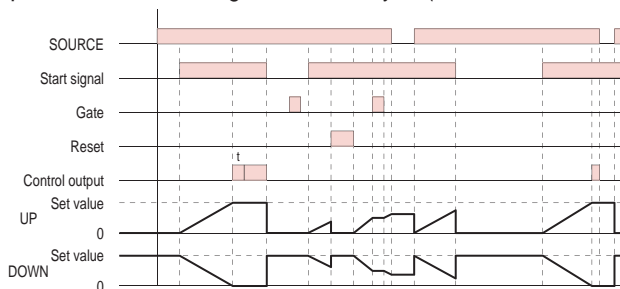 SOURCE
Start signal
Gate
Reset
t
Control output
Set value
UP
0
Set value
DOWN
0